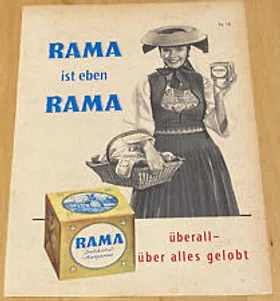 RAMA
ist eben
RAMA
RAMA
überall–
über alles gelobt